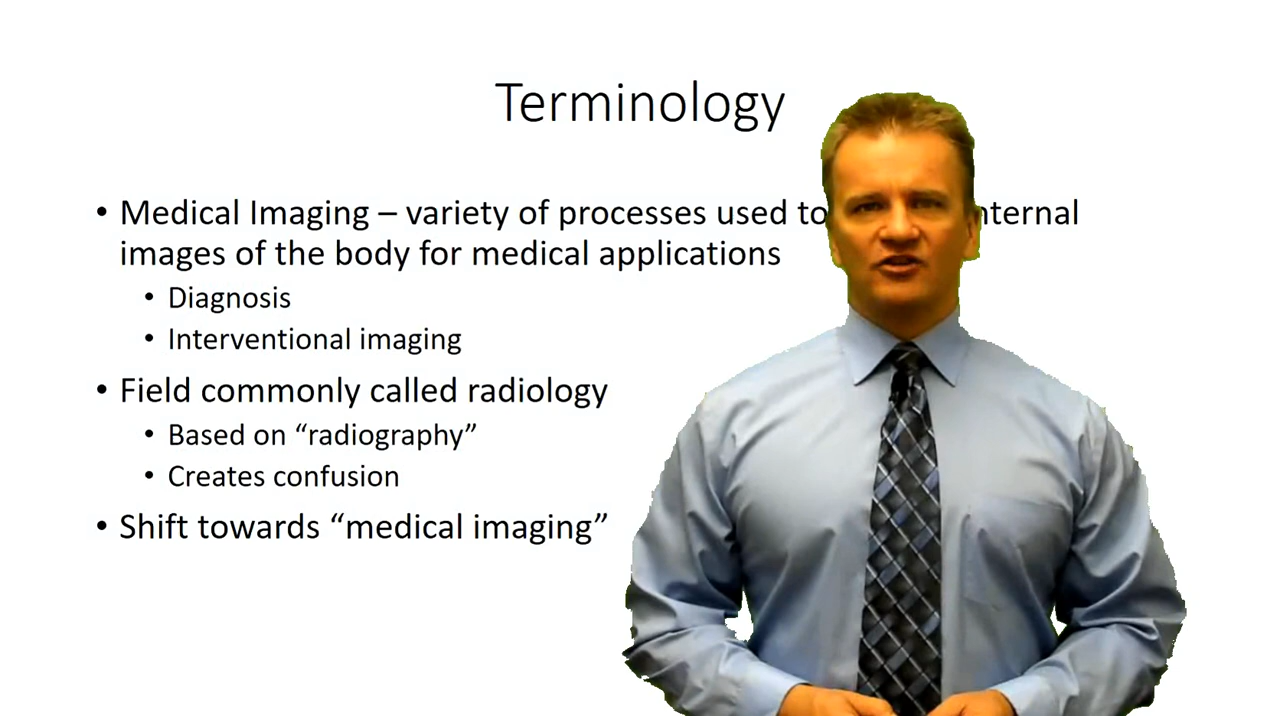 Terminology
• Medical Imaging – variety of processes used to
images of the body for medical applications
• Diagnosis
• Interventional imaging
• Field commonly called radiology
• Based on “radiography”
• Creates confusion
• Shift towards “medical imaging”